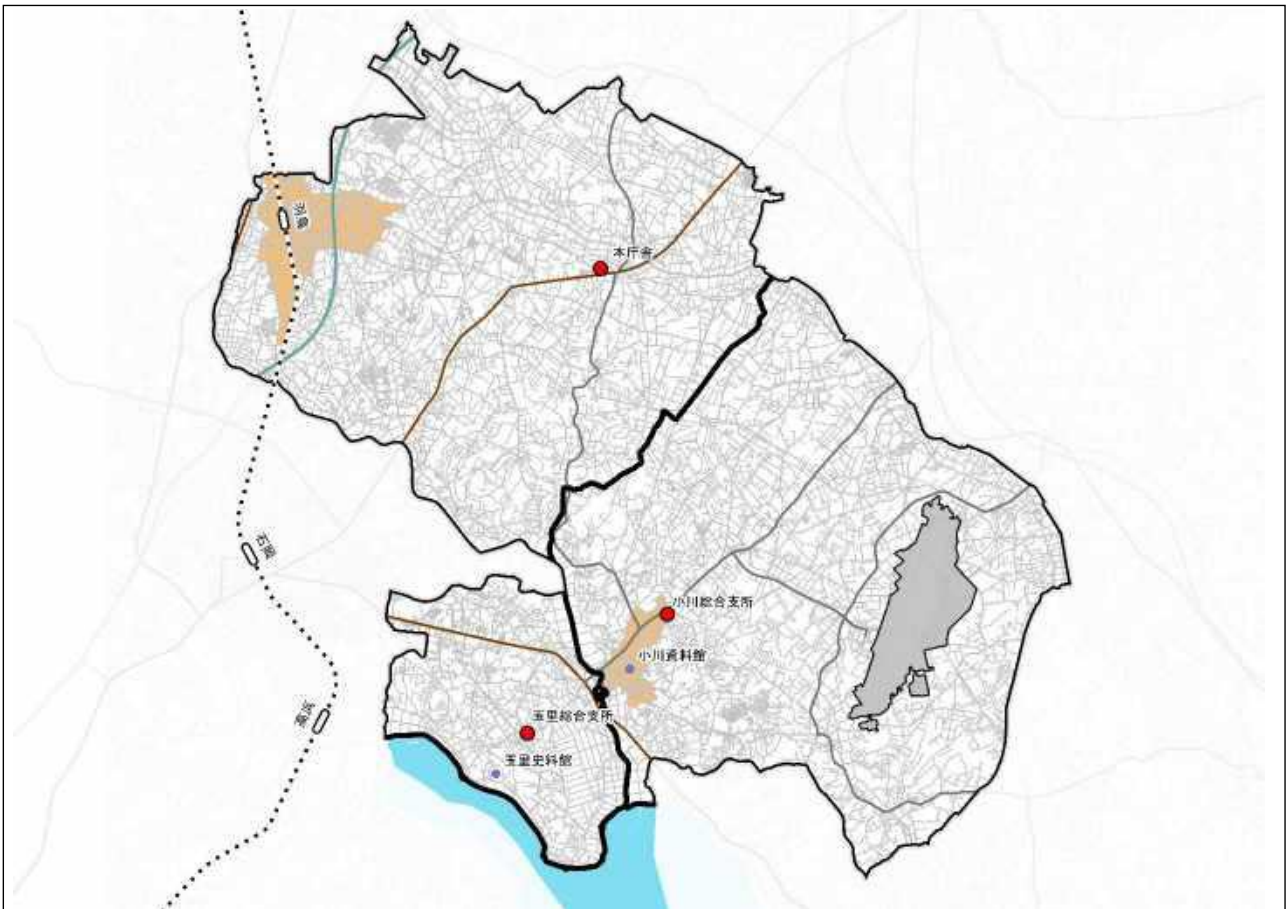 羽鳥
本庁舎
石岡
小川総合支所
小川資料館
玉里総合支所
高浜
玉里史料館